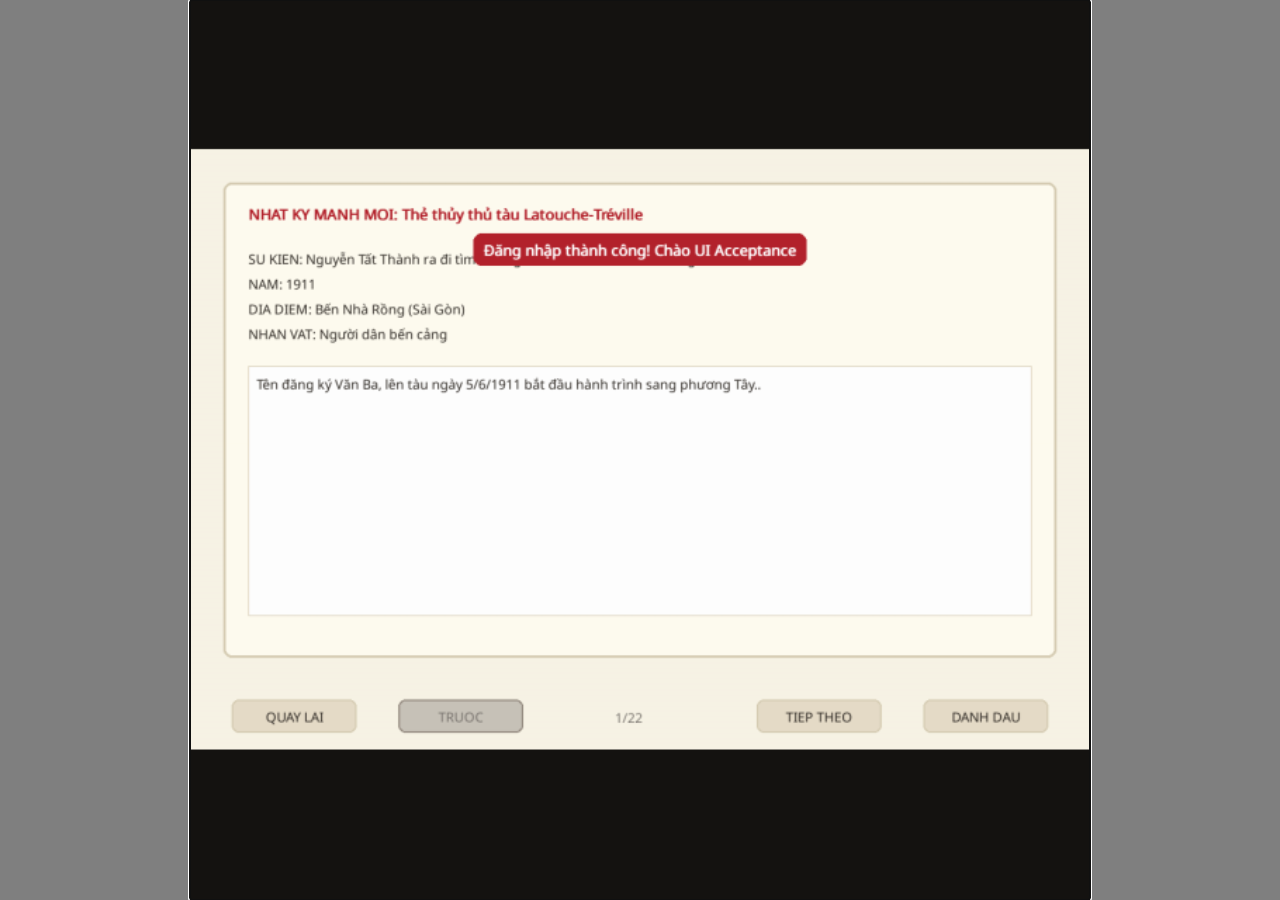 NHAT KY MANH MOI: Thẻ thủy thủ tàu Latouche-Tréville
Đăng nhập thành công! Chào UI Acceptance
SU KIEN: Nguyễn Tất Thành ra đi tìm
NAM: 1911
DIA DIEM: Bến Nhà Rồng (Sài Gòn)
NHAN VAT: Người dân bến cảng
Tên đăng ký Văn Ba, lên tàu ngày 5/6/1911 bắt đầu hành trình sang phương Tây..
QUAY LAI
TRUOC
1/22
TIEP THEO
DANH DAU